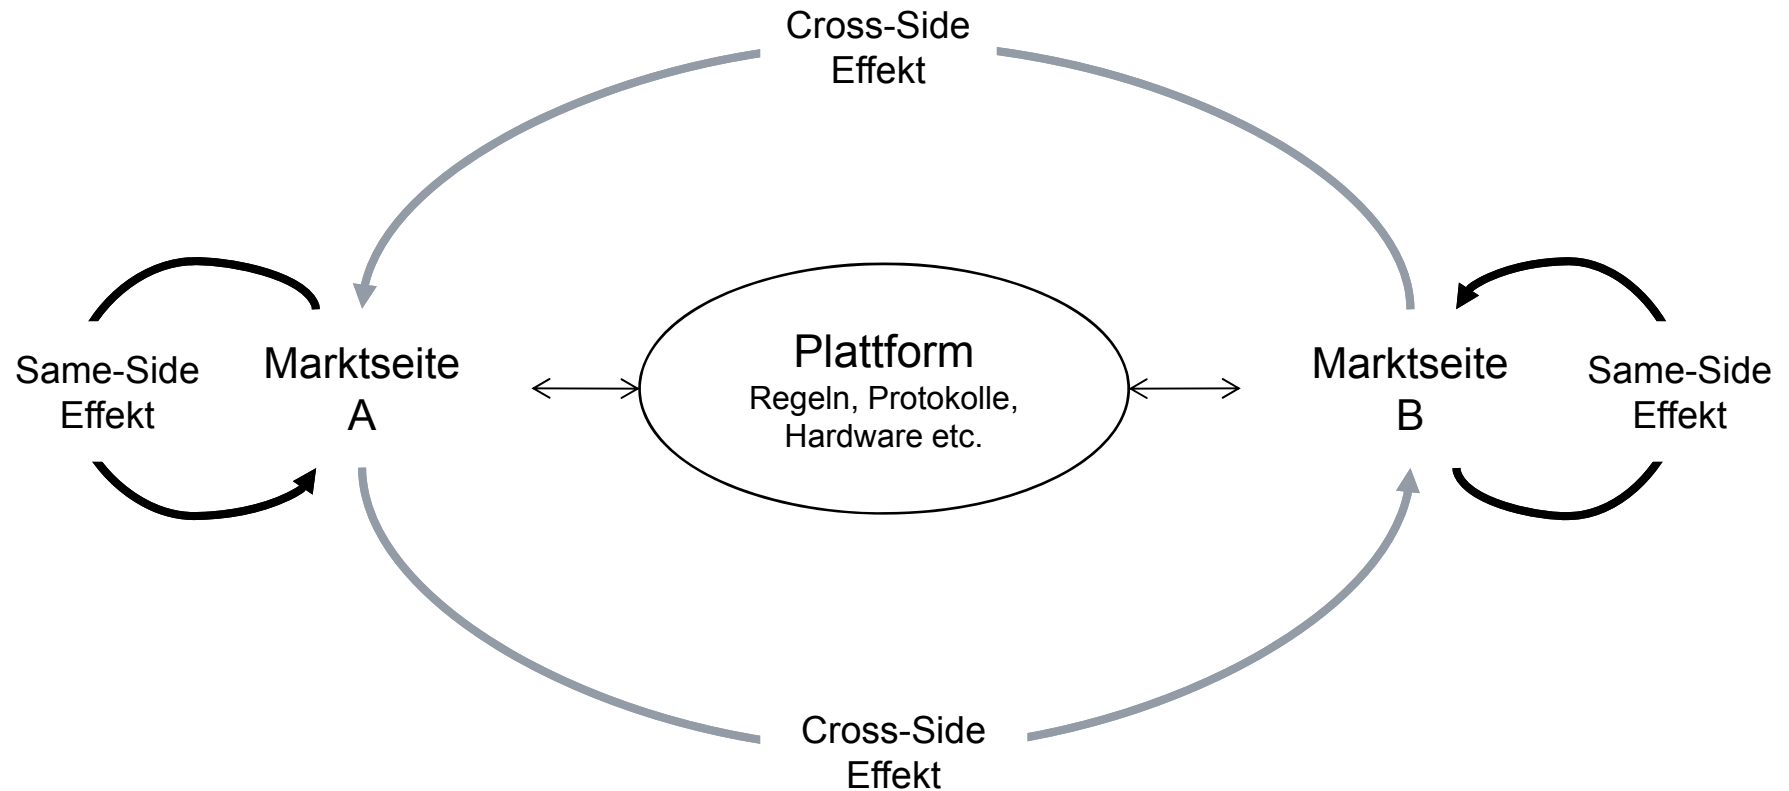 Cross-Side
Effekt
Same-Side
Effekt
Marktseite
A
Plattform
Regeln, Protokolle,
Hardware etc.
Marktseite
B
Same-Side
Effekt
Cross-Side
Effekt